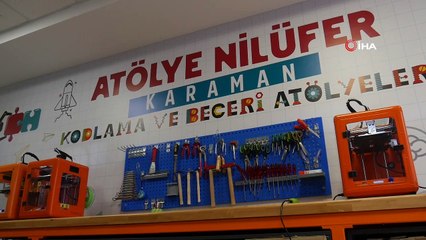 İHA
ATÖLYE NİLÜFER
KARAMAN
KODLAMA VE BECERİ ATÖLYELERİ